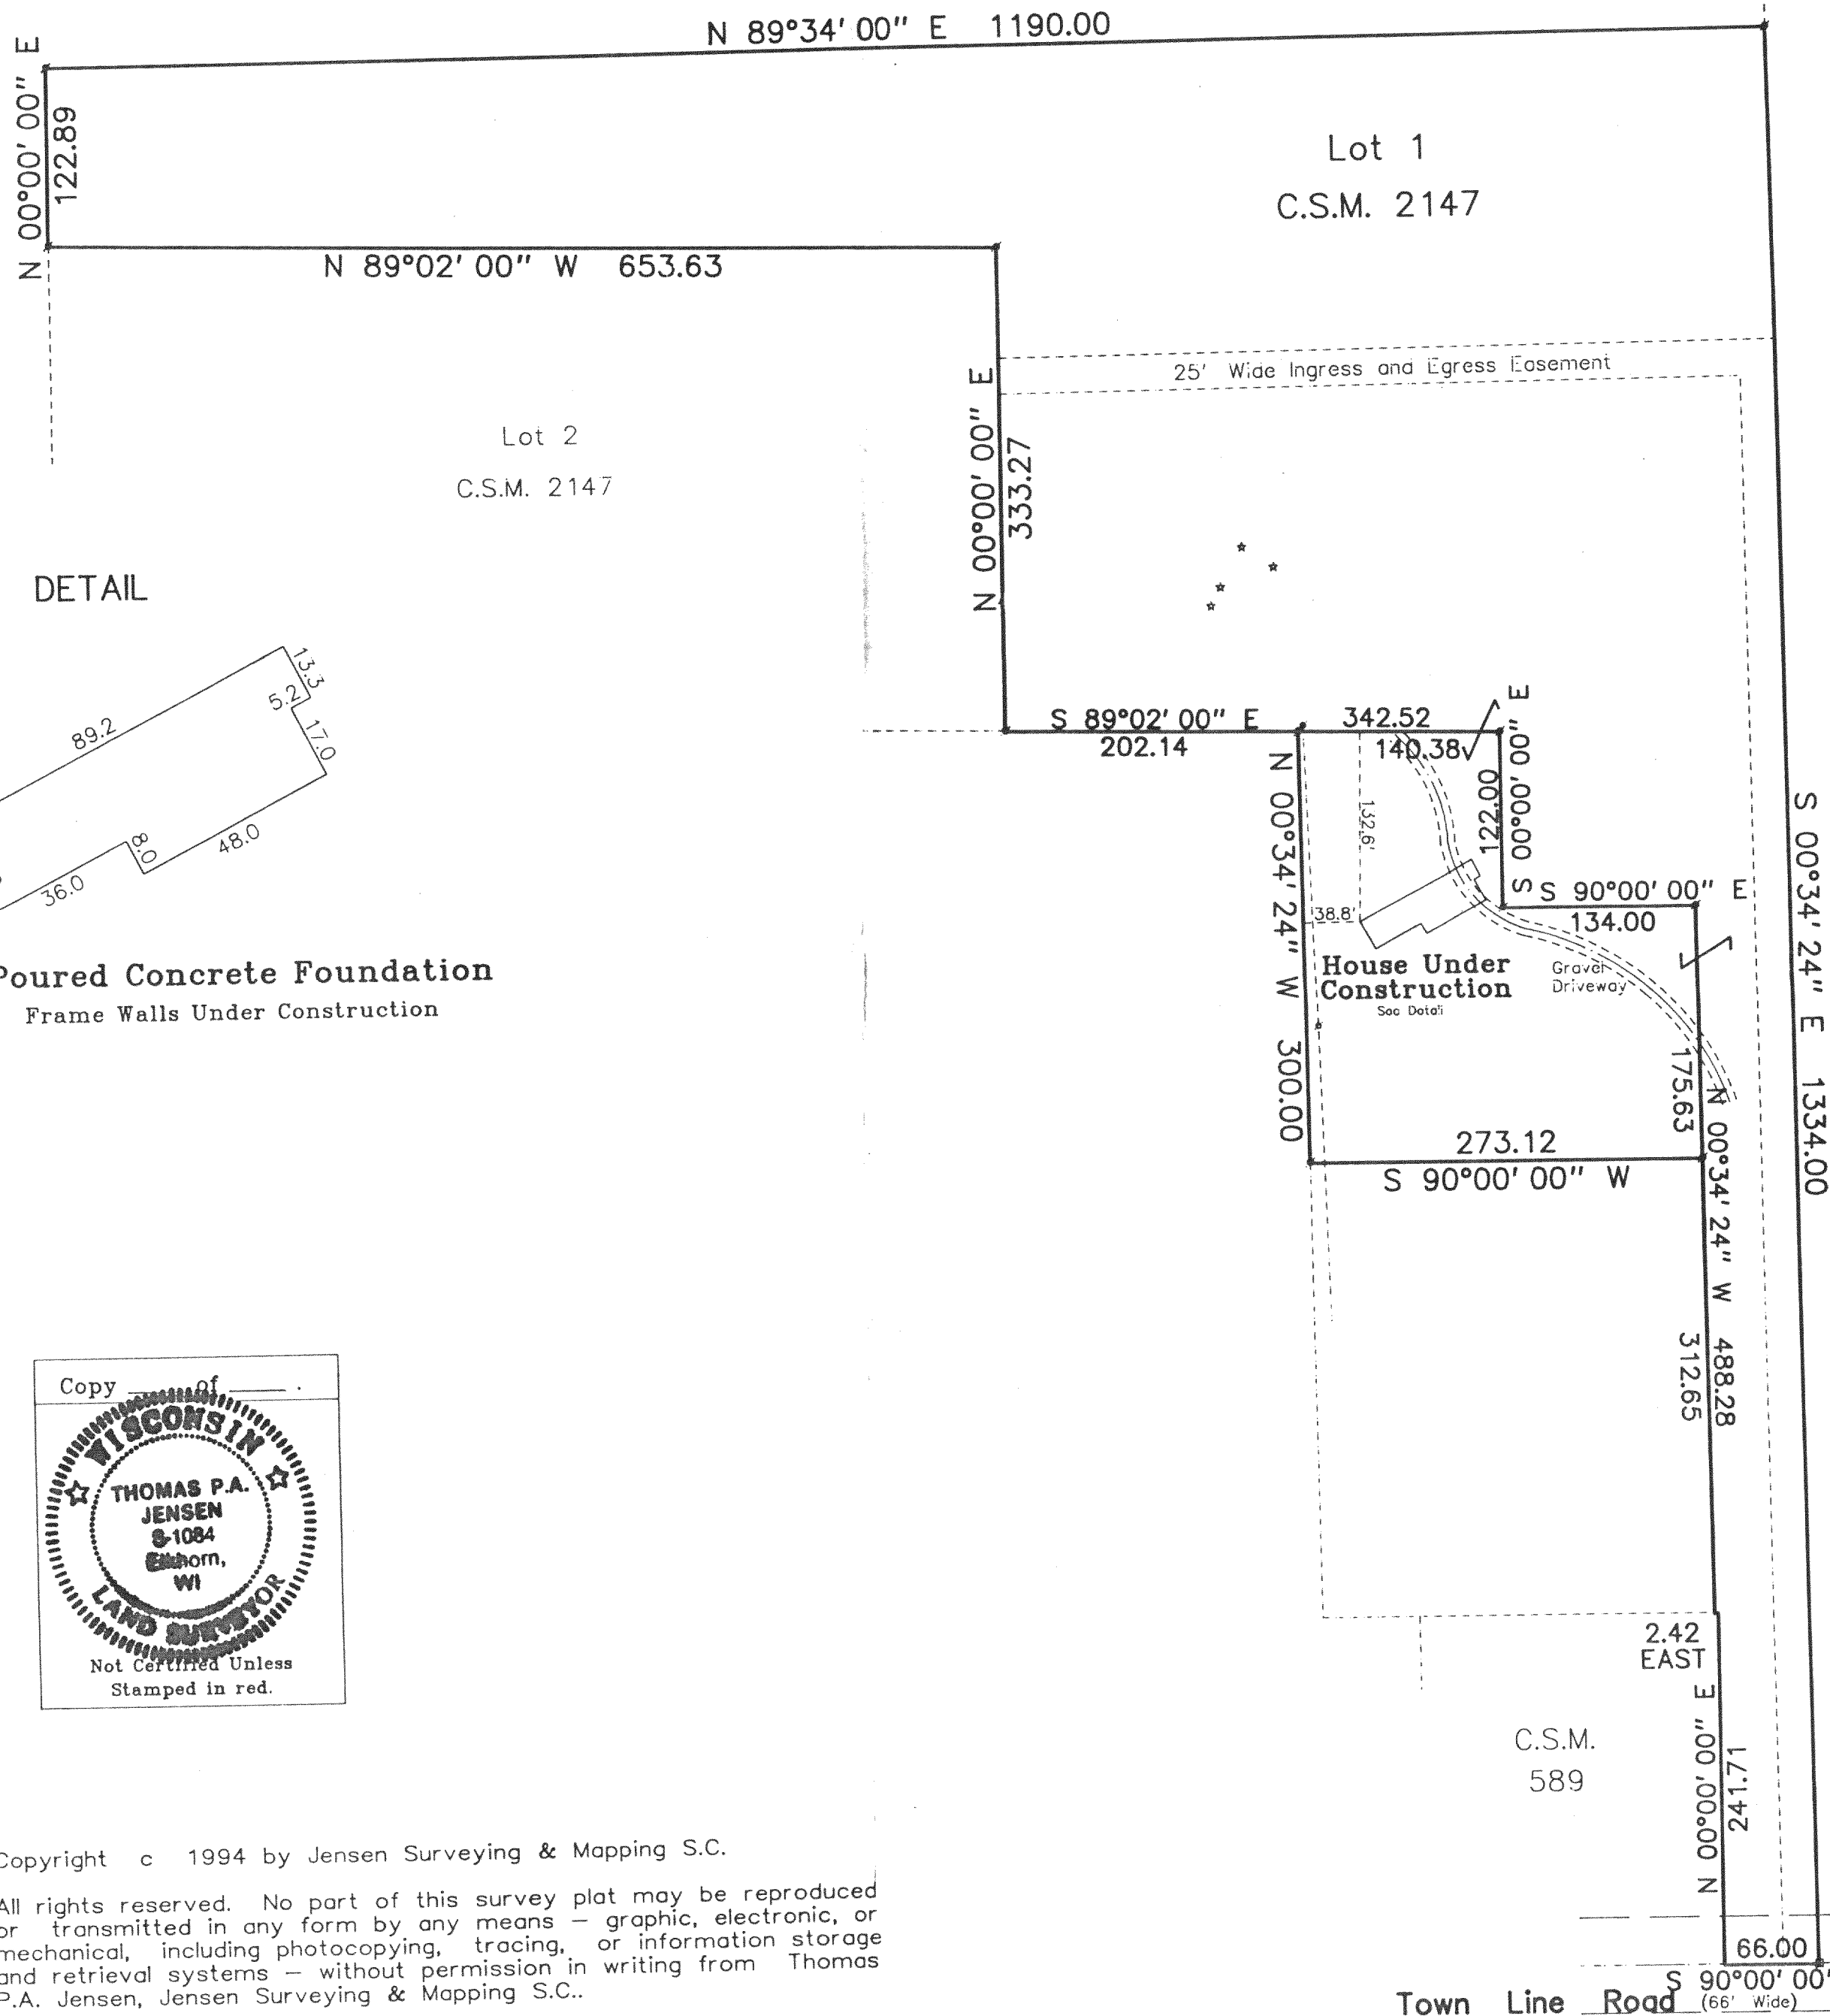 N 89°34' 00" E 1190.00
N 00°00' 00" E
122.89
Lot 1
C.S.M. 2147
N 89°02' 00" W 653.63
25' Wide Ingress and Egress Easement
N 00°00' 00" E
333.27
Lot 2
C.S.M. 2147
DETAIL
13.3
5.2
17.0
89.2
8.0
48.0
36.0
Poured Concrete Foundation
Frame Walls Under Construction
S 89°02' 00" E 342.52
202.14
140.38
S 00°00' 00" E
122.00
N 00°34' 24" W 300.00
132.6'
38.8'
S 90°00' 00" E
134.00
House Under
Construction
See Detail
Gravel
Driveway
175.63
273.12
S 90°00' 00" W
N 00°34' 24" W 488.28
312.65
S 00°34' 24" E 1334.00
2.42
EAST
N 00°00' 00" E
241.71
C.S.M.
589
66.00
S 90°00' 00"
Town Line Road (66' Wide)
Copy ____ of ____ .
WISCONSIN
THOMAS P.A.
JENSEN
S-1084
Elkhorn,
WI
LAND SURVEYOR
Not Certified Unless
Stamped in red.
Copyright c 1994 by Jensen Surveying & Mapping S.C.
All rights reserved. No part of this survey plat may be reproduced
or transmitted in any form by any means — graphic, electronic, or
mechanical, including photocopying, tracing, or information storage
and retrieval systems — without permission in writing from Thomas
P.A. Jensen, Jensen Surveying & Mapping S.C..